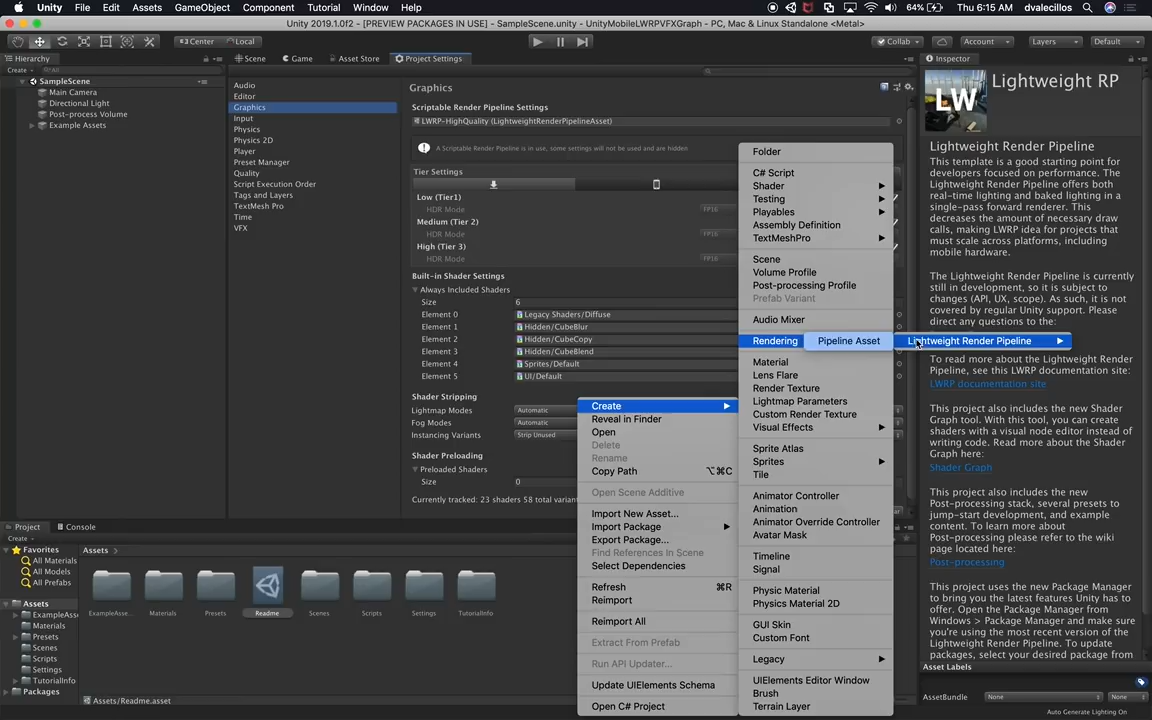 Unity File Edit Assets GameObject Component Tutorial Window Help
64% Thu 6:15 AM dvalecillos
Unity 2019.1.0f2 - [PREVIEW PACKAGES IN USE] - SampleScene.unity - UnityMobileLWRPVFXGraph - PC, Mac & Linux Standalone <Metal>
Center Local
Collab Account Layers Default
Hierarchy
Create
SampleScene
Main Camera
Directional Light
Post-process Volume
Example Assets
Scene Game Asset Store Project Settings
Audio
Editor
Graphics
Input
Physics
Physics 2D
Player
Preset Manager
Quality
Script Execution Order
Tags and Layers
TextMesh Pro
Time
VFX
Graphics
Scriptable Render Pipeline Settings
LWRP-HighQuality (LightweightRenderPipelineAsset)
A Scriptable Render Pipeline is in use, some settings will not be used and are hidden
Tier Settings
Low (Tier1)
HDR Mode FP16
Medium (Tier 2)
HDR Mode FP16
High (Tier 3)
HDR Mode FP16
Built-in Shader Settings
Always Included Shaders
Size 6
Element 0 Legacy Shaders/Diffuse
Element 1 Hidden/CubeBlur
Element 2 Hidden/CubeCopy
Element 3 Hidden/CubeBlend
Element 4 Sprites/Default
Element 5 UI/Default
Shader Stripping
Lightmap Modes Automatic
Fog Modes Automatic
Instancing Variants Strip Unused
Shader Preloading
Preloaded Shaders
Size 0
Currently tracked: 23 shaders 58 total varian
Create
Reveal in Finder
Open
Delete
Rename
Copy Path ⌥⌘C
Open Scene Additive
Import New Asset...
Import Package
Export Package...
Find References In Scene
Select Dependencies
Refresh ⌘R
Reimport
Reimport All
Extract From Prefab
Run API Updater...
Update UIElements Schema
Open C# Project
Folder
C# Script
Shader
Testing
Playables
Assembly Definition
TextMeshPro
Scene
Volume Profile
Post-processing Profile
Prefab Variant
Audio Mixer
Rendering
Material
Lens Flare
Render Texture
Lightmap Parameters
Custom Render Texture
Visual Effects
Sprite Atlas
Sprites
Tile
Animator Controller
Animation
Animator Override Controller
Avatar Mask
Timeline
Signal
Physic Material
Physics Material 2D
GUI Skin
Custom Font
Legacy
UIElements Editor Window
Brush
Terrain Layer
Pipeline Asset
Lightweight Render Pipeline
Inspector
LW
Lightweight RP
Lightweight Render Pipeline
This template is a good starting point for
developers focused on performance. The
Lightweight Render Pipeline offers both
real-time lighting and baked lighting in a
single-pass forward renderer. This
decreases the amount of necessary draw
calls, making LWRP idea for projects that
must scale across platforms, including
mobile hardware.
The Lightweight Render Pipeline is currently
still in development, so it is subject to
changes (API, UX, scope). As such, it is not
covered by regular Unity support. Please
direct any questions to the:
To read more about the Lightweight Render
Pipeline, see this LWRP documentation site:
LWRP documentation site
This project also includes the new Shader
Graph tool. With this tool, you can create
shaders with a visual node editor instead of
writing code. Read more about the Shader
Graph here:
Shader Graph
This project also includes the new
Post-processing stack, several presets to
jump-start development, and example
content. To learn more about
Post-processing please refer to the wiki
page located here:
Post-processing
This project uses the new Package Manager
to bring you the latest features Unity has to
offer. Open the Package Manager from
Windows > Package Manager and make sure
you're using the most recent version of the
Lightweight Render Pipeline. To update
packages, select your desired package from
Asset Labels
AssetBundle None None
Auto Generate Lighting On
Project Console
Create
Favorites
All Materials
All Models
All Prefabs
Assets
ExampleAsse
Materials
Presets
Scenes
Scripts
Settings
TutorialInfo
Packages
Assets
ExampleAsse...
Materials
Presets
Readme
Scenes
Scripts
Settings
TutorialInfo
Assets/Readme.asset